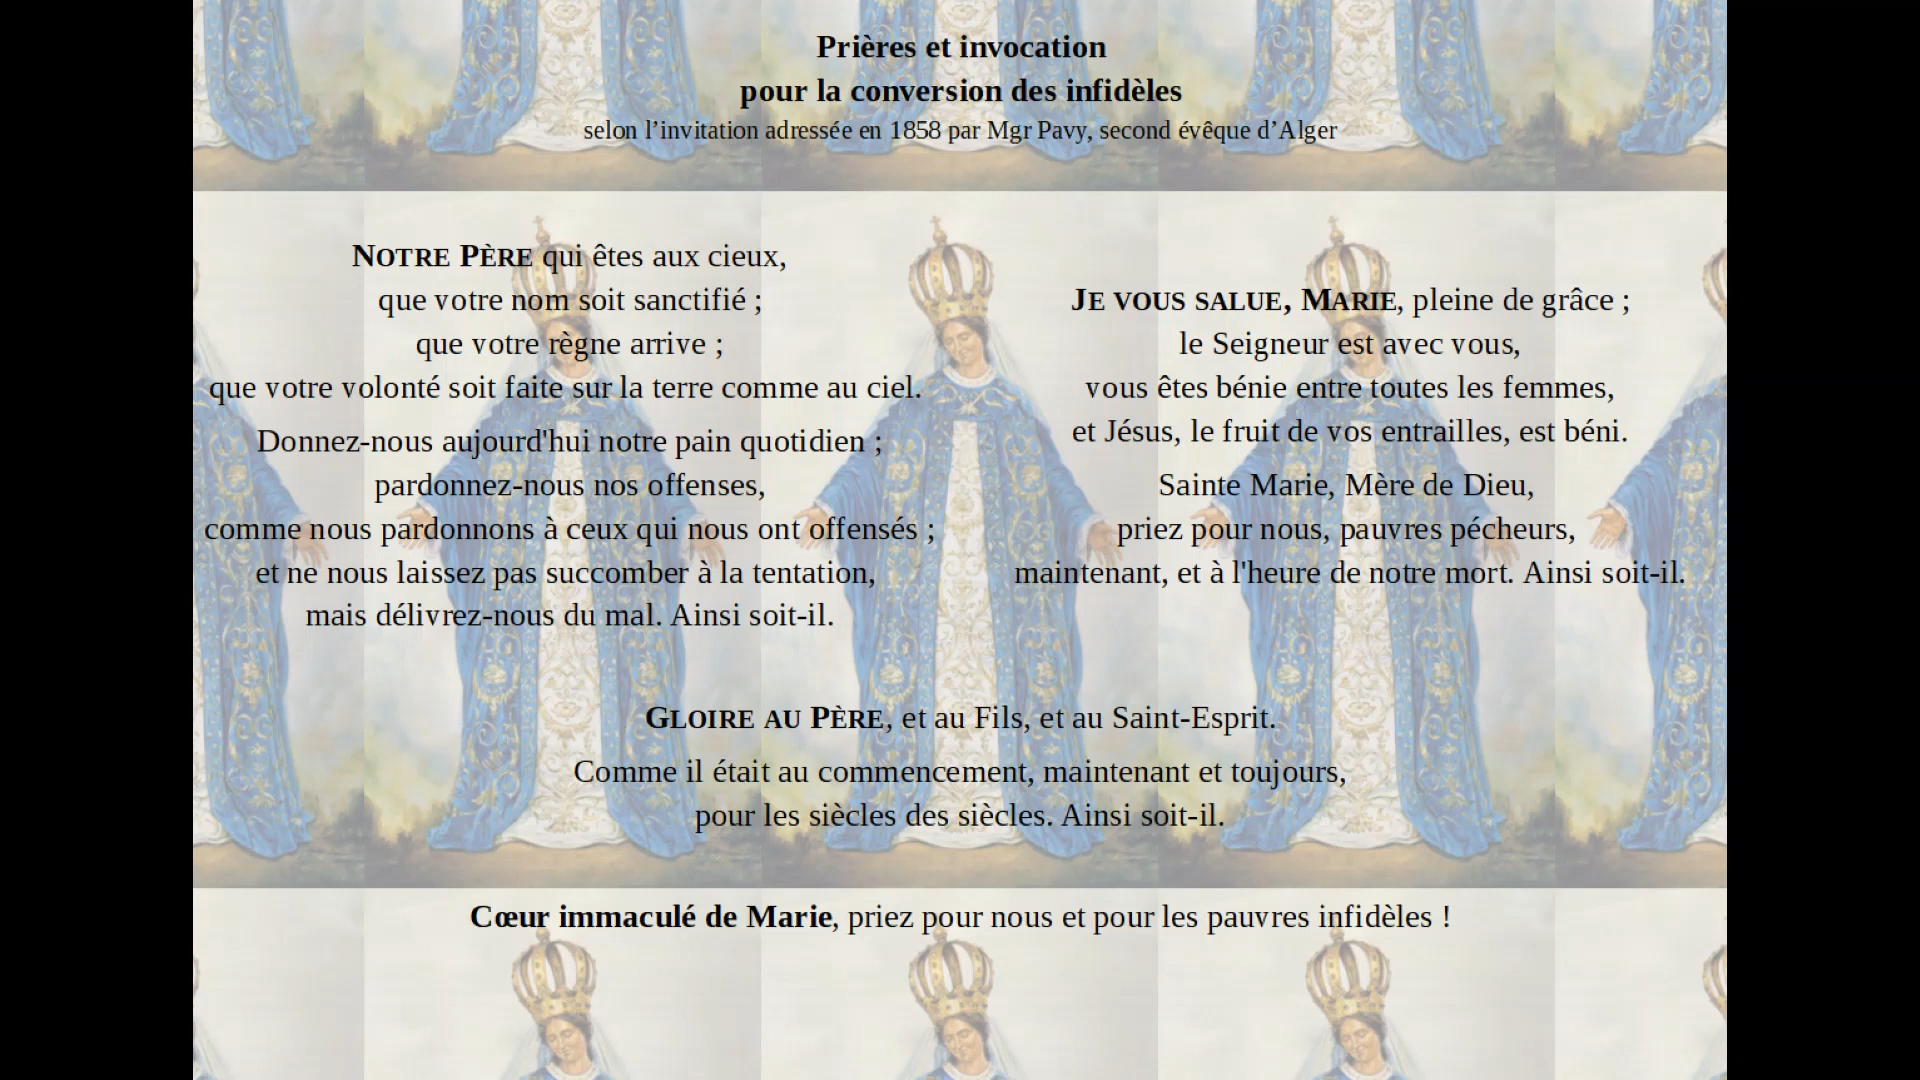 Prières et invocation
pour la conversion des infidèles
selon l’invitation adressée en 1858 par Mgr Pavy, second évêque d’Alger
NOTRE PÈRE qui êtes aux cieux,
que votre nom soit sanctifié ;
que votre règne arrive ;
que votre volonté soit faite sur la terre comme au ciel.
Donnez-nous aujourd'hui notre pain quotidien ;
pardonnez-nous nos offenses,
comme nous pardonnons à ceux qui nous ont offensés ;
et ne nous laissez pas succomber à la tentation,
mais délivrez-nous du mal. Ainsi soit-il.
JE VOUS SALUE, MARIE, pleine de grâce ;
le Seigneur est avec vous,
vous êtes bénie entre toutes les femmes,
et Jésus, le fruit de vos entrailles, est béni.
Sainte Marie, Mère de Dieu,
priez pour nous, pauvres pécheurs,
maintenant, et à l'heure de notre mort. Ainsi soit-il.
GLOIRE AU PÈRE, et au Fils, et au Saint-Esprit.
Comme il était au commencement, maintenant et toujours,
pour les siècles des siècles. Ainsi soit-il.
Cœur immaculé de Marie, priez pour nous et pour les pauvres infidèles !